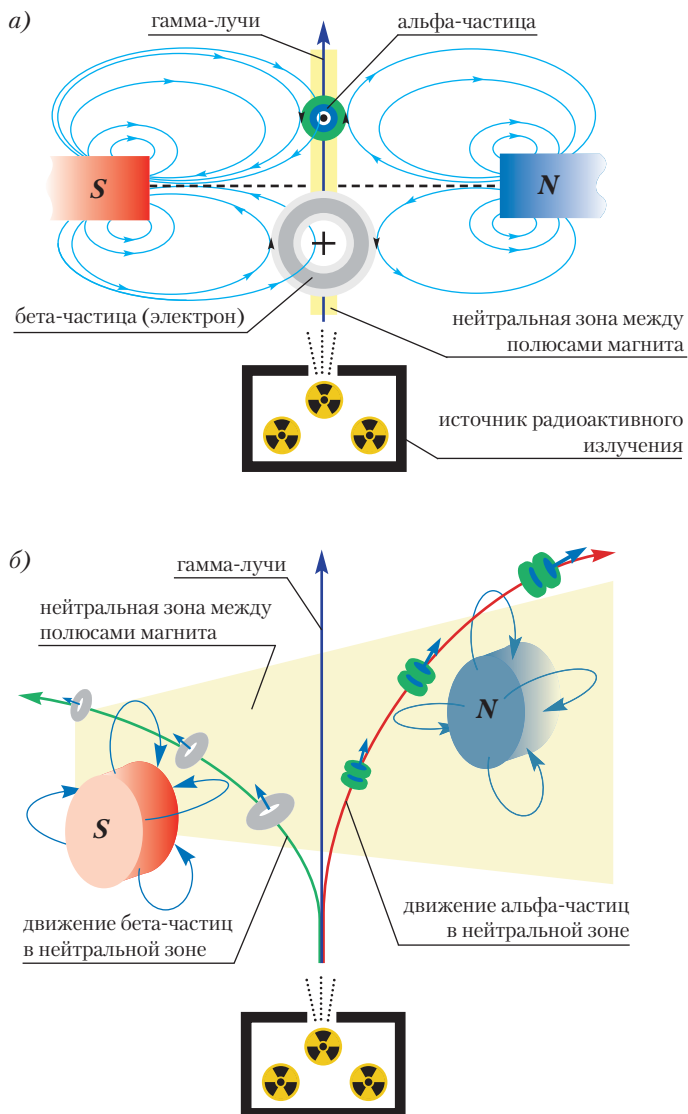 а)
гамма-лучи
альфа-частица
S
N
+
бета-частица (электрон)
нейтральная зона между
полюсами магнита
источник радиоактивного
излучения
б)
гамма-лучи
нейтральная зона между
полюсами магнита
N
S
движение бета-частиц
в нейтральной зоне
движение альфа-частиц
в нейтральной зоне